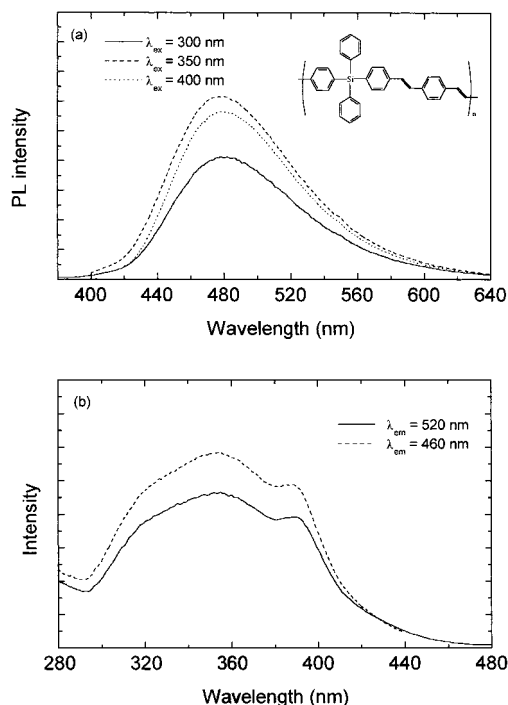 (a)
λex = 300 nm
λex = 350 nm
λex = 400 nm
Si
n
PL intensity
400 440 480 520 560 600 640
Wavelength (nm)
(b)
λem = 520 nm
λem = 460 nm
Intensity
280 320 360 400 440 480
Wavelength (nm)